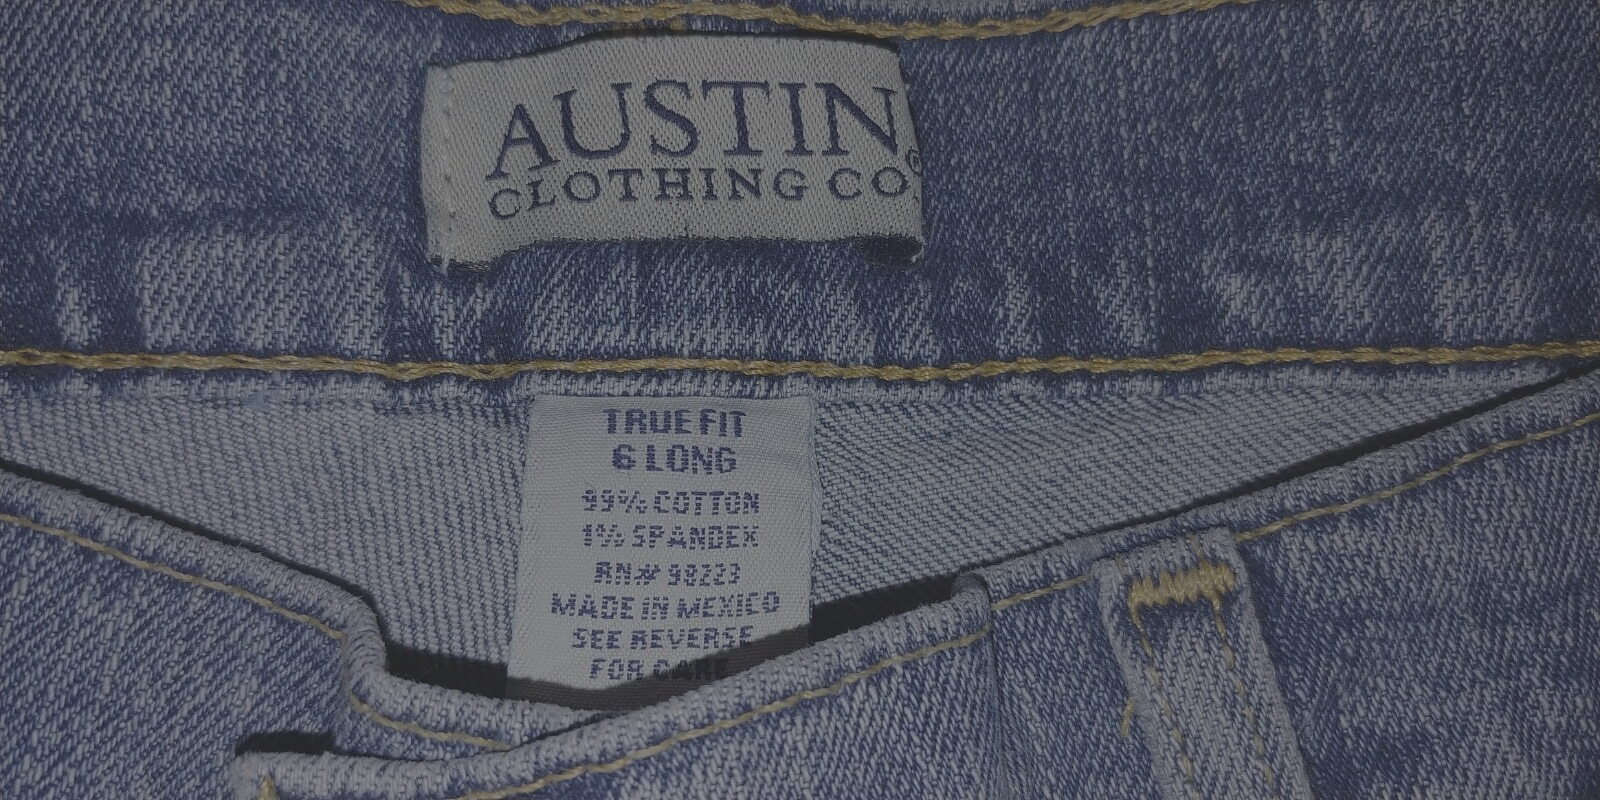 AUSTIN
CLOTHING CO®
TRUE FIT
6 LONG
99% COTTON
1% SPANDEX
RN# 98223
MADE IN MEXICO
SEE REVERSE
FOR CARE